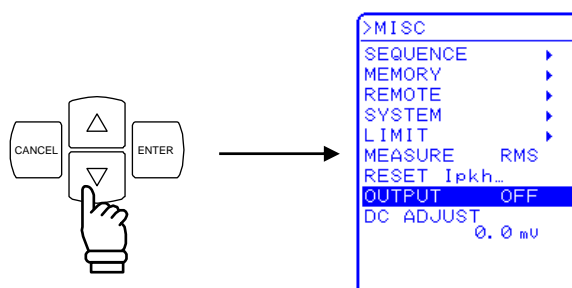 CANCEL
ENTER
>MISC
SEQUENCE
MEMORY
REMOTE
SYSTEM
LIMIT
MEASURE RMS
RESET Ipkh…
OUTPUT OFF
DC ADJUST
0.0 mV